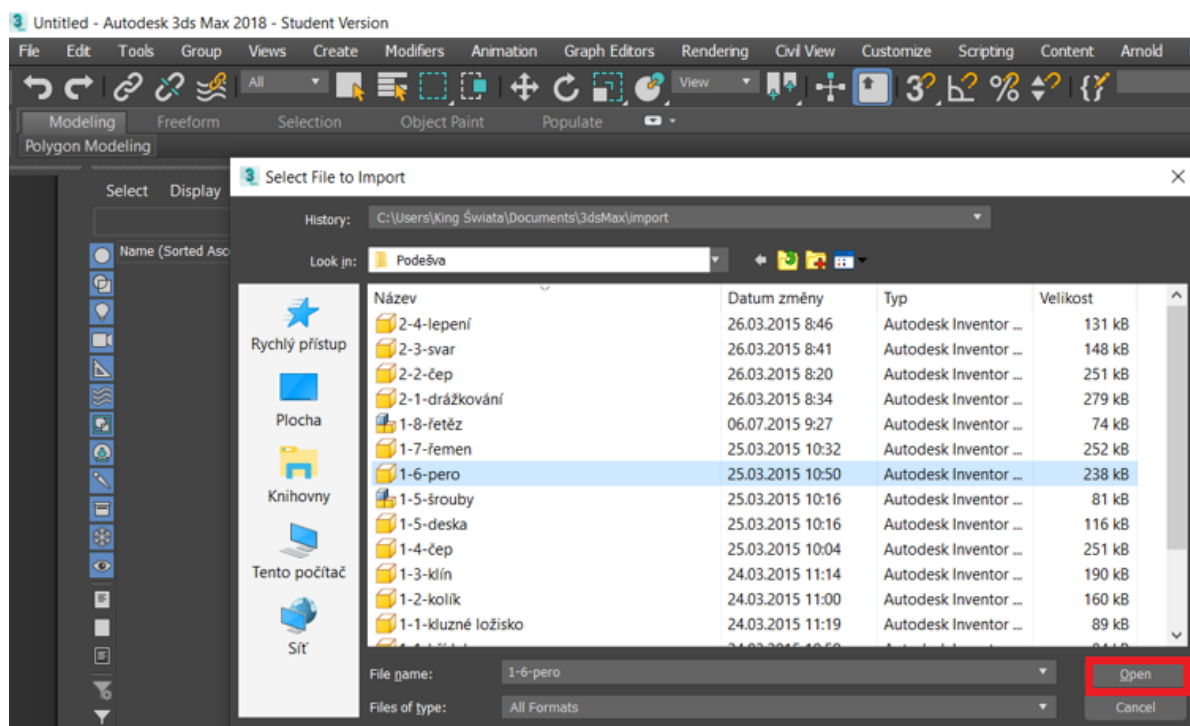 Untitled - Autodesk 3ds Max 2018 - Student Version
File Edit Tools Group Views Create Modifiers Animation Graph Editors Rendering Civil View Customize Scripting Content Arnold
All View
Modeling Freeform Selection Object Paint Populate
Polygon Modeling
Select File to Import
Select Display
History: C:\Users\King Świata\Documents\3dsMax\import
Name (Sorted Asc
Look in: Podešva
Název Datum změny Typ Velikost
2-4-lepení 26.03.2015 8:46 Autodesk Inventor ... 131 kB
2-3-svar 26.03.2015 8:41 Autodesk Inventor ... 148 kB
2-2-čep 26.03.2015 8:20 Autodesk Inventor ... 251 kB
2-1-drážkování 26.03.2015 8:34 Autodesk Inventor ... 279 kB
1-8-řetěz 06.07.2015 9:27 Autodesk Inventor ... 74 kB
1-7-řemen 25.03.2015 10:32 Autodesk Inventor ... 252 kB
1-6-pero 25.03.2015 10:50 Autodesk Inventor ... 238 kB
1-5-šrouby 25.03.2015 10:16 Autodesk Inventor ... 81 kB
1-5-deska 25.03.2015 10:16 Autodesk Inventor ... 116 kB
1-4-čep 25.03.2015 10:04 Autodesk Inventor ... 251 kB
1-3-klín 24.03.2015 11:14 Autodesk Inventor ... 190 kB
1-2-kolík 24.03.2015 11:00 Autodesk Inventor ... 160 kB
1-1-kluzné ložisko 24.03.2015 11:19 Autodesk Inventor ... 89 kB
Rychlý přístup
Plocha
Knihovny
Tento počítač
Síť
File name: 1-6-pero Open
Files of type: All Formats Cancel